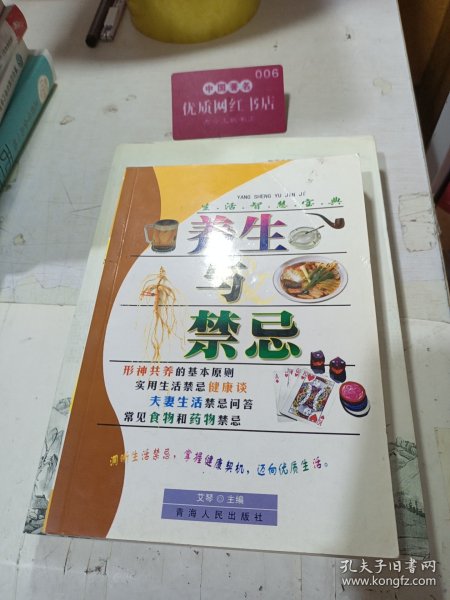 006
中国著名
优质网红书店
YANG SHENG YU JIN JI
生·活·智·慧·宝·典
养生
与
禁忌
形神共养的基本原则
实用生活禁忌健康谈
夫妻生活禁忌问答
常见食物和药物禁忌
洞晰生活禁忌，掌握健康契机，迈向优质生活。
艾琴◎主编
青海人民出版社
孔夫子旧书网
www.kongfz.com